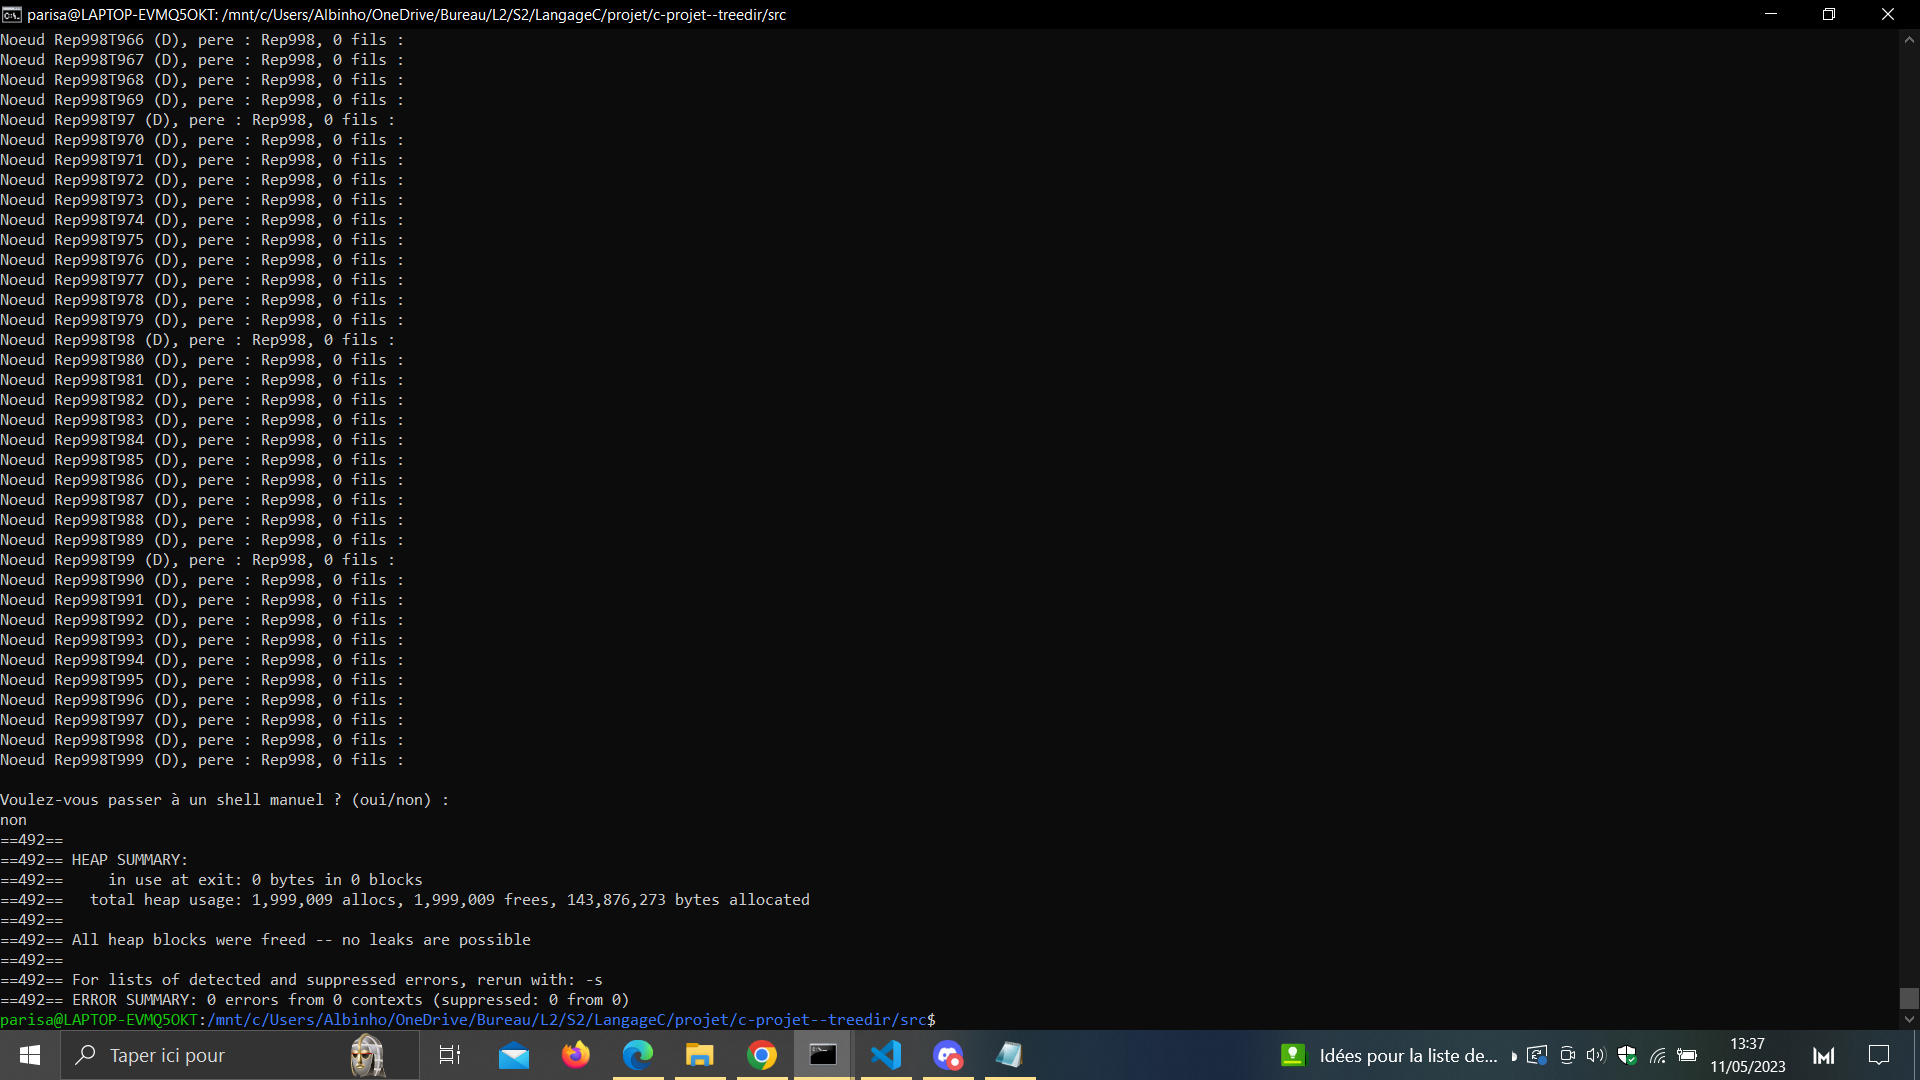 parisa@LAPTOP-EVMQ5OKT: /mnt/c/Users/Albinho/OneDrive/Bureau/L2/S2/LangageC/projet/c-projet--treedir/src
Noeud Rep998T966 (D), pere : Rep998, 0 fils :
Noeud Rep998T967 (D), pere : Rep998, 0 fils :
Noeud Rep998T968 (D), pere : Rep998, 0 fils :
Noeud Rep998T969 (D), pere : Rep998, 0 fils :
Noeud Rep998T97 (D), pere : Rep998, 0 fils :
Noeud Rep998T970 (D), pere : Rep998, 0 fils :
Noeud Rep998T971 (D), pere : Rep998, 0 fils :
Noeud Rep998T972 (D), pere : Rep998, 0 fils :
Noeud Rep998T973 (D), pere : Rep998, 0 fils :
Noeud Rep998T974 (D), pere : Rep998, 0 fils :
Noeud Rep998T975 (D), pere : Rep998, 0 fils :
Noeud Rep998T976 (D), pere : Rep998, 0 fils :
Noeud Rep998T977 (D), pere : Rep998, 0 fils :
Noeud Rep998T978 (D), pere : Rep998, 0 fils :
Noeud Rep998T979 (D), pere : Rep998, 0 fils :
Noeud Rep998T98 (D), pere : Rep998, 0 fils :
Noeud Rep998T980 (D), pere : Rep998, 0 fils :
Noeud Rep998T981 (D), pere : Rep998, 0 fils :
Noeud Rep998T982 (D), pere : Rep998, 0 fils :
Noeud Rep998T983 (D), pere : Rep998, 0 fils :
Noeud Rep998T984 (D), pere : Rep998, 0 fils :
Noeud Rep998T985 (D), pere : Rep998, 0 fils :
Noeud Rep998T986 (D), pere : Rep998, 0 fils :
Noeud Rep998T987 (D), pere : Rep998, 0 fils :
Noeud Rep998T988 (D), pere : Rep998, 0 fils :
Noeud Rep998T989 (D), pere : Rep998, 0 fils :
Noeud Rep998T99 (D), pere : Rep998, 0 fils :
Noeud Rep998T990 (D), pere : Rep998, 0 fils :
Noeud Rep998T991 (D), pere : Rep998, 0 fils :
Noeud Rep998T992 (D), pere : Rep998, 0 fils :
Noeud Rep998T993 (D), pere : Rep998, 0 fils :
Noeud Rep998T994 (D), pere : Rep998, 0 fils :
Noeud Rep998T995 (D), pere : Rep998, 0 fils :
Noeud Rep998T996 (D), pere : Rep998, 0 fils :
Noeud Rep998T997 (D), pere : Rep998, 0 fils :
Noeud Rep998T998 (D), pere : Rep998, 0 fils :
Noeud Rep998T999 (D), pere : Rep998, 0 fils :
Voulez-vous passer à un shell manuel ? (oui/non) :
non
==492==
==492== HEAP SUMMARY:
==492==     in use at exit: 0 bytes in 0 blocks
==492==   total heap usage: 1,999,009 allocs, 1,999,009 frees, 143,876,273 bytes allocated
==492==
==492== All heap blocks were freed -- no leaks are possible
==492==
==492== For lists of detected and suppressed errors, rerun with: -s
==492== ERROR SUMMARY: 0 errors from 0 contexts (suppressed: 0 from 0)
parisa@LAPTOP-EVMQ5OKT:/mnt/c/Users/Albinho/OneDrive/Bureau/L2/S2/LangageC/projet/c-projet--treedir/src$
Taper ici pour
Idées pour la liste de...
13:37
11/05/2023